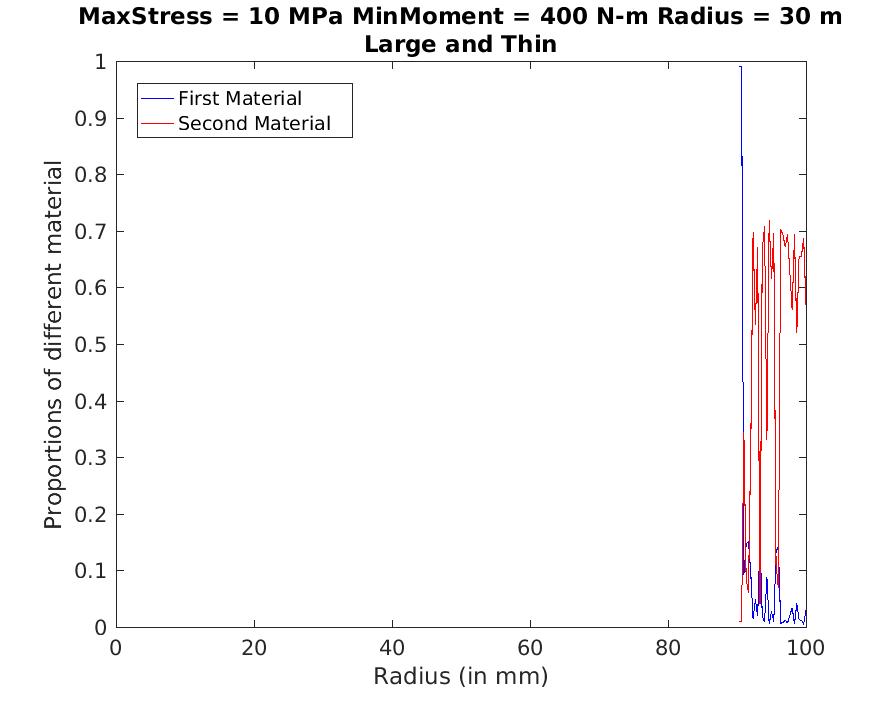 MaxStress = 10 MPa MinMoment = 400 N-m Radius = 30 m
Large and Thin
First Material
Second Material
Proportions of different material
1
0.9
0.8
0.7
0.6
0.5
0.4
0.3
0.2
0.1
0
0 20 40 60 80 100
Radius (in mm)